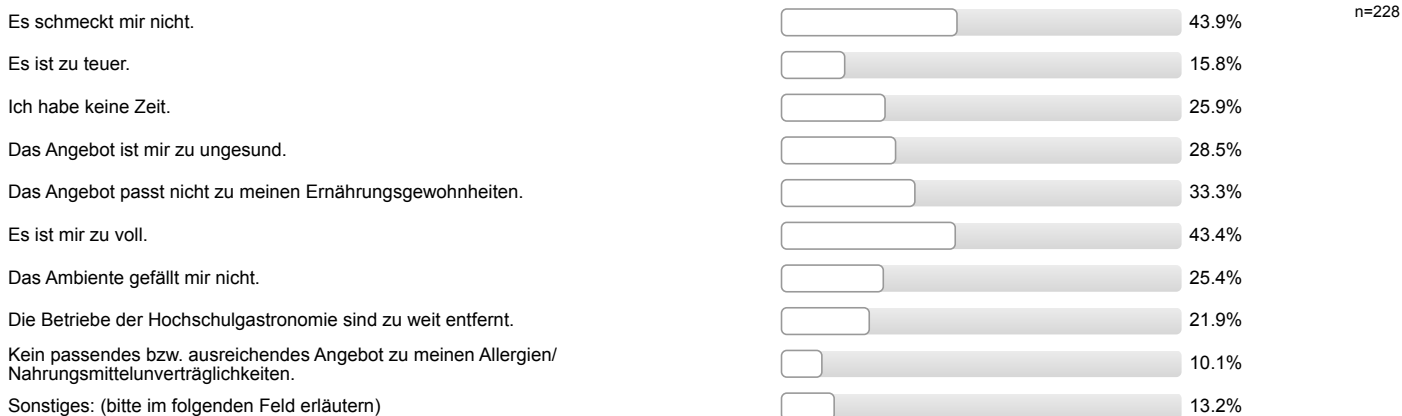 Es schmeckt mir nicht. 43.9% n=228
Es ist zu teuer. 15.8%
Ich habe keine Zeit. 25.9%
Das Angebot ist mir zu ungesund. 28.5%
Das Angebot passt nicht zu meinen Ernährungsgewohnheiten. 33.3%
Es ist mir zu voll. 43.4%
Das Ambiente gefällt mir nicht. 25.4%
Die Betriebe der Hochschulgastronomie sind zu weit entfernt. 21.9%
Kein passendes bzw. ausreichendes Angebot zu meinen Allergien/
Nahrungsmittelunverträglichkeiten. 10.1%
Sonstiges: (bitte im folgenden Feld erläutern) 13.2%